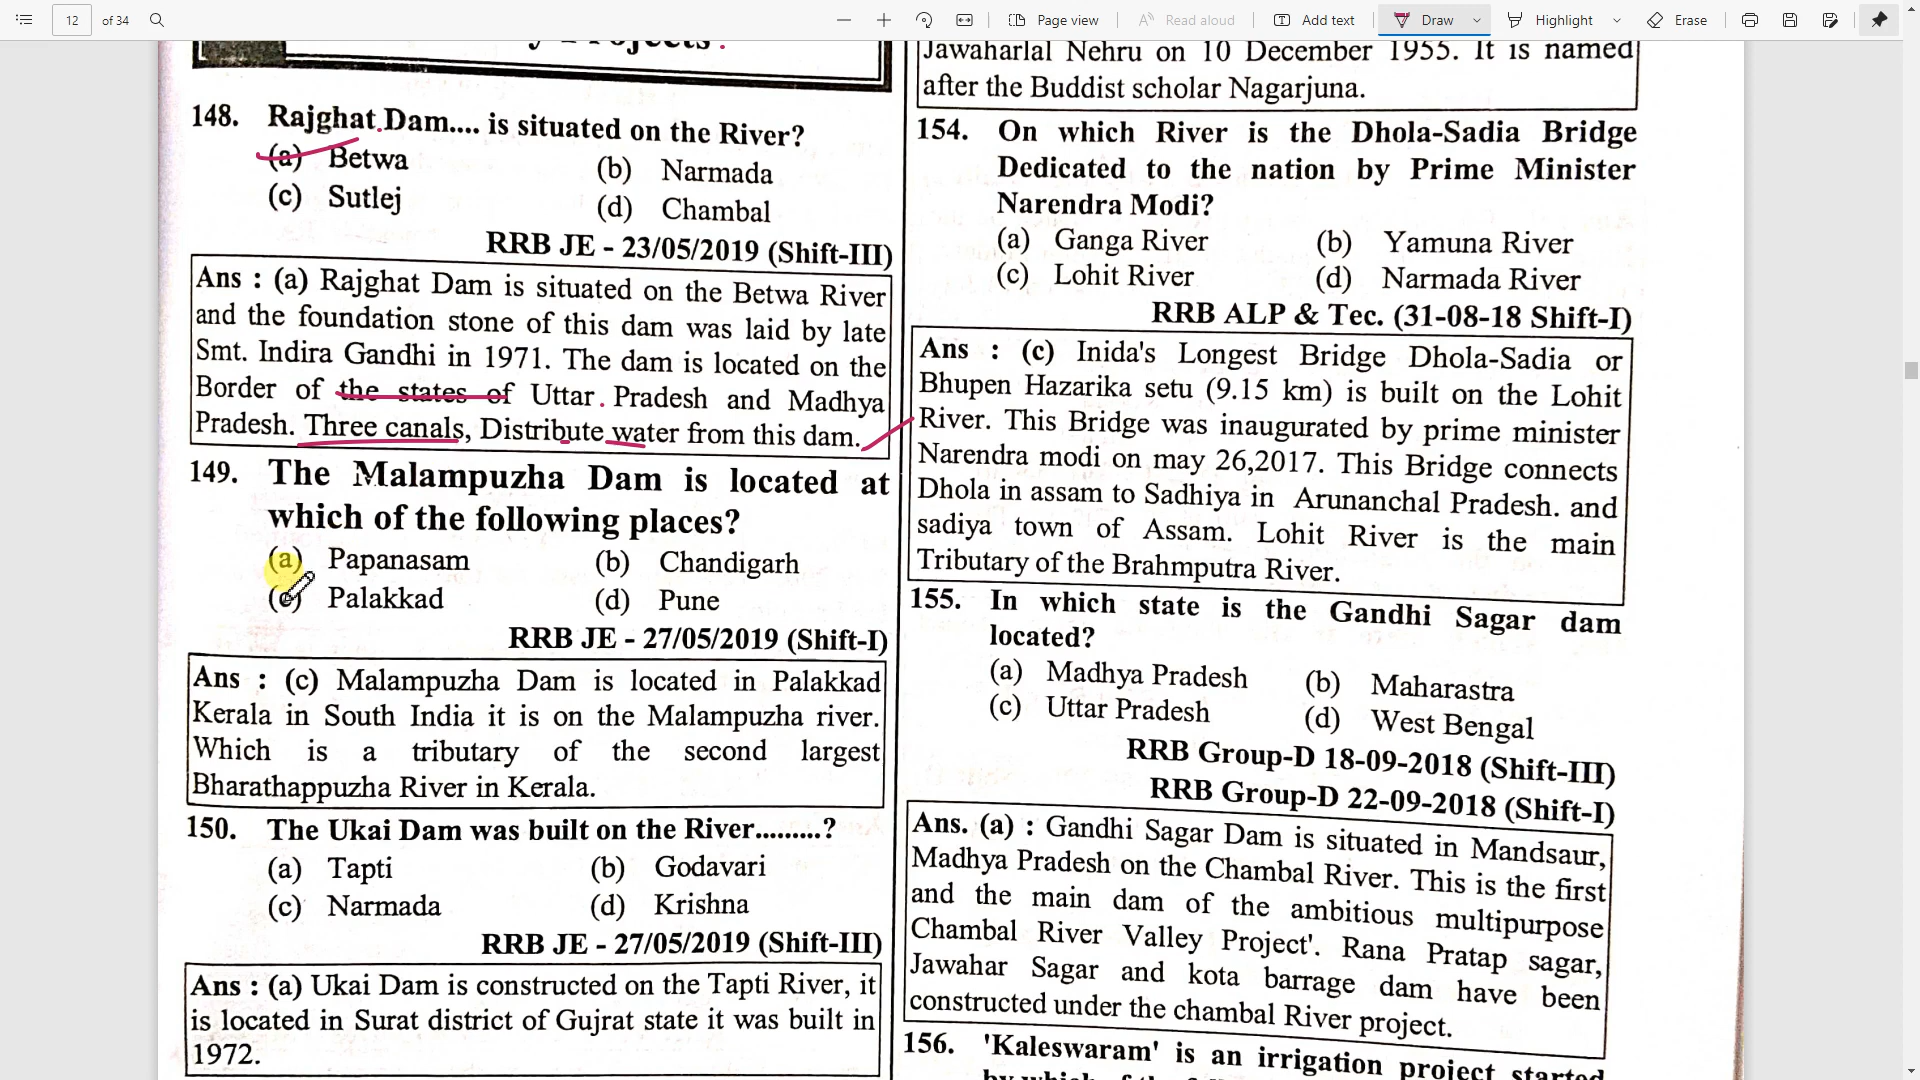 12 of 34
Page view
Read aloud
Add text
Draw
Highlight
Erase
148. Rajghat Dam.... is situated on the River?
(a) Betwa (b) Narmada
(c) Sutlej (d) Chambal
RRB JE - 23/05/2019 (Shift-III)
Ans : (a) Rajghat Dam is situated on the Betwa River
and the foundation stone of this dam was laid by late
Smt. Indira Gandhi in 1971. The dam is located on the
Border of the states of Uttar Pradesh and Madhya
Pradesh. Three canals, Distribute water from this dam.
149. The Malampuzha Dam is located at
which of the following places?
(a) Papanasam (b) Chandigarh
(c) Palakkad (d) Pune
RRB JE - 27/05/2019 (Shift-I)
Ans : (c) Malampuzha Dam is located in Palakkad
Kerala in South India it is on the Malampuzha river.
Which is a tributary of the second largest
Bharathappuzha River in Kerala.
150. The Ukai Dam was built on the River.........?
(a) Tapti (b) Godavari
(c) Narmada (d) Krishna
RRB JE - 27/05/2019 (Shift-III)
Ans : (a) Ukai Dam is constructed on the Tapti River, it
is located in Surat district of Gujrat state it was built in
1972.
Jawaharlal Nehru on 10 December 1955. It is named
after the Buddist scholar Nagarjuna.
154. On which River is the Dhola-Sadia Bridge
Dedicated to the nation by Prime Minister
Narendra Modi?
(a) Ganga River (b) Yamuna River
(c) Lohit River (d) Narmada River
RRB ALP & Tec. (31-08-18 Shift-I)
Ans : (c) Inida's Longest Bridge Dhola-Sadia or
Bhupen Hazarika setu (9.15 km) is built on the Lohit
River. This Bridge was inaugurated by prime minister
Narendra modi on may 26,2017. This Bridge connects
Dhola in assam to Sadhiya in Arunanchal Pradesh. and
sadiya town of Assam. Lohit River is the main
Tributary of the Brahmputra River.
155. In which state is the Gandhi Sagar dam
located?
(a) Madhya Pradesh (b) Maharastra
(c) Uttar Pradesh (d) West Bengal
RRB Group-D 18-09-2018 (Shift-III)
RRB Group-D 22-09-2018 (Shift-I)
Ans. (a) : Gandhi Sagar Dam is situated in Mandsaur,
Madhya Pradesh on the Chambal River. This is the first
and the main dam of the ambitious multipurpose
Chambal River Valley Project'. Rana Pratap sagar,
Jawahar Sagar and kota barrage dam have been
constructed under the chambal River project.
156. 'Kaleswaram' is an irrigation project started